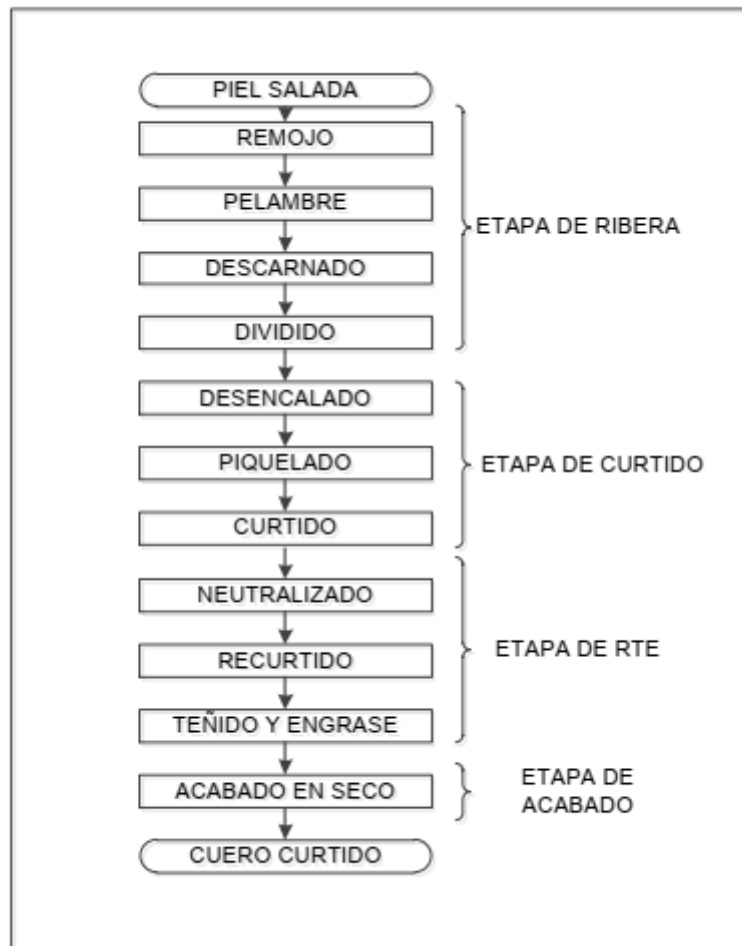 PIEL SALADA
REMOJO
PELAMBRE
ETAPA DE RIBERA
DESCARNADO
DIVIDIDO
DESENCALADO
PIQUELADO
ETAPA DE CURTIDO
CURTIDO
NEUTRALIZADO
RECURTIDO
ETAPA DE RTE
TEÑIDO Y ENGRASE
ACABADO EN SECO
ETAPA DE
ACABADO
CUERO CURTIDO